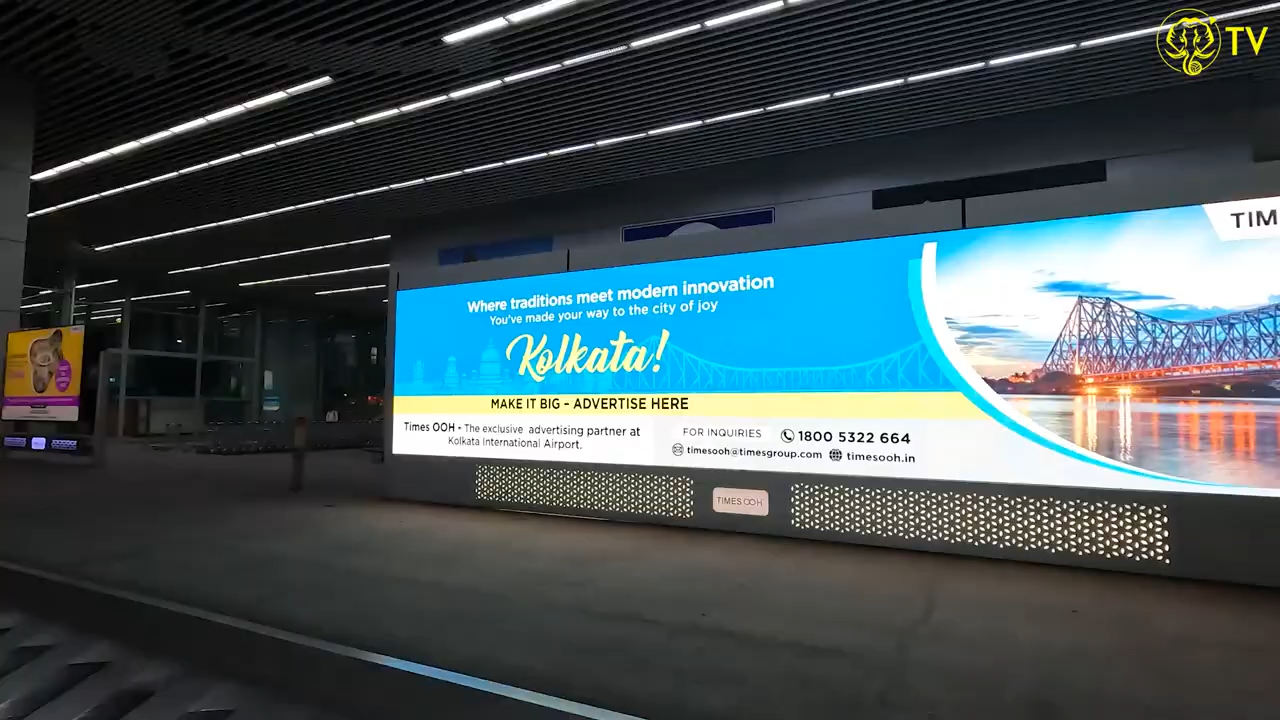 TV
TIM
Where traditions meet modern innovation
You've made your way to the city of joy
Kolkata!
MAKE IT BIG - ADVERTISE HERE
Times OOH - The exclusive advertising partner at
Kolkata International Airport.
FOR INQUIRIES
1800 5322 664
timesooh@timesgroup.com
timesooh.in
TIMES OOH